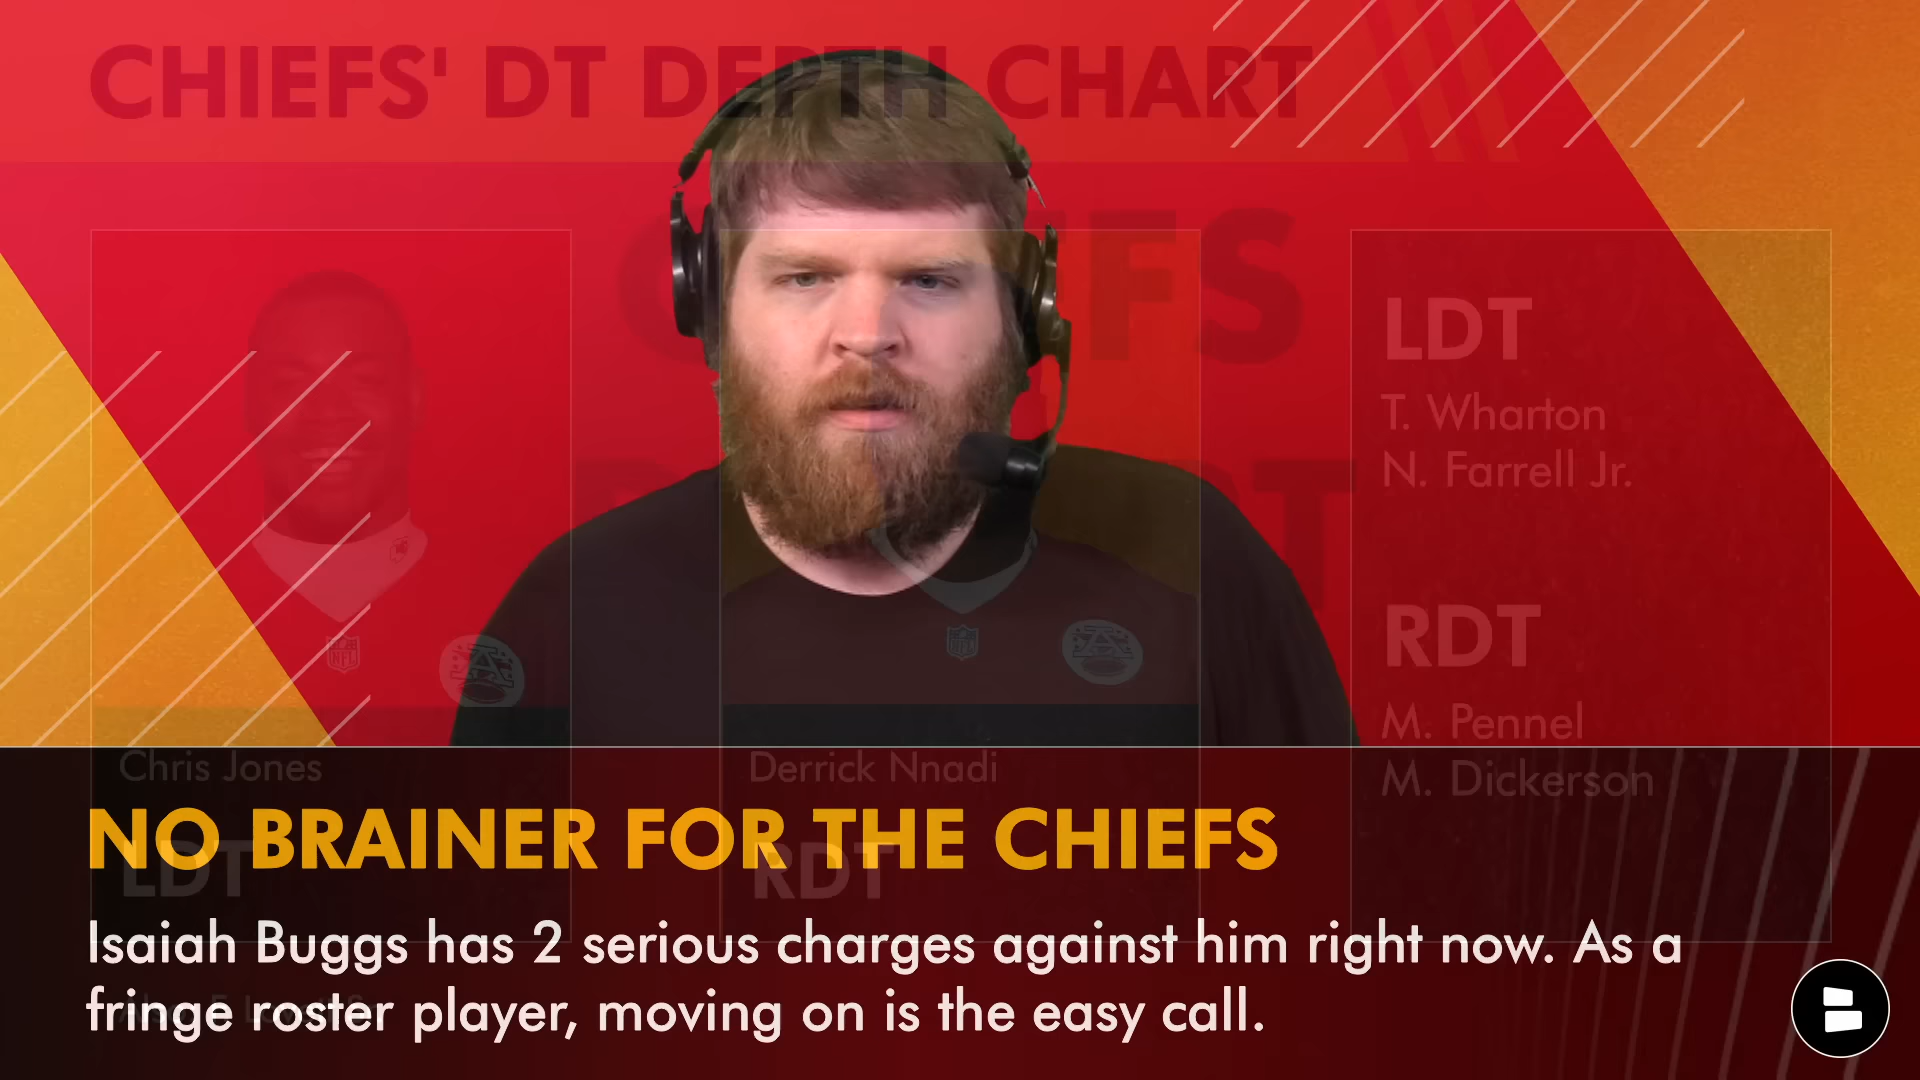 CHIEFS' DT DEPTH CHART
LDT
T. Wharton
N. Farrell Jr.
RDT
M. Pennel
M. Dickerson
Chris Jones
Derrick Nnadi
NO BRAINER FOR THE CHIEFS
LDT
RDT
Isaiah Buggs has 2 serious charges against him right now. As a
fringe roster player, moving on is the easy call.